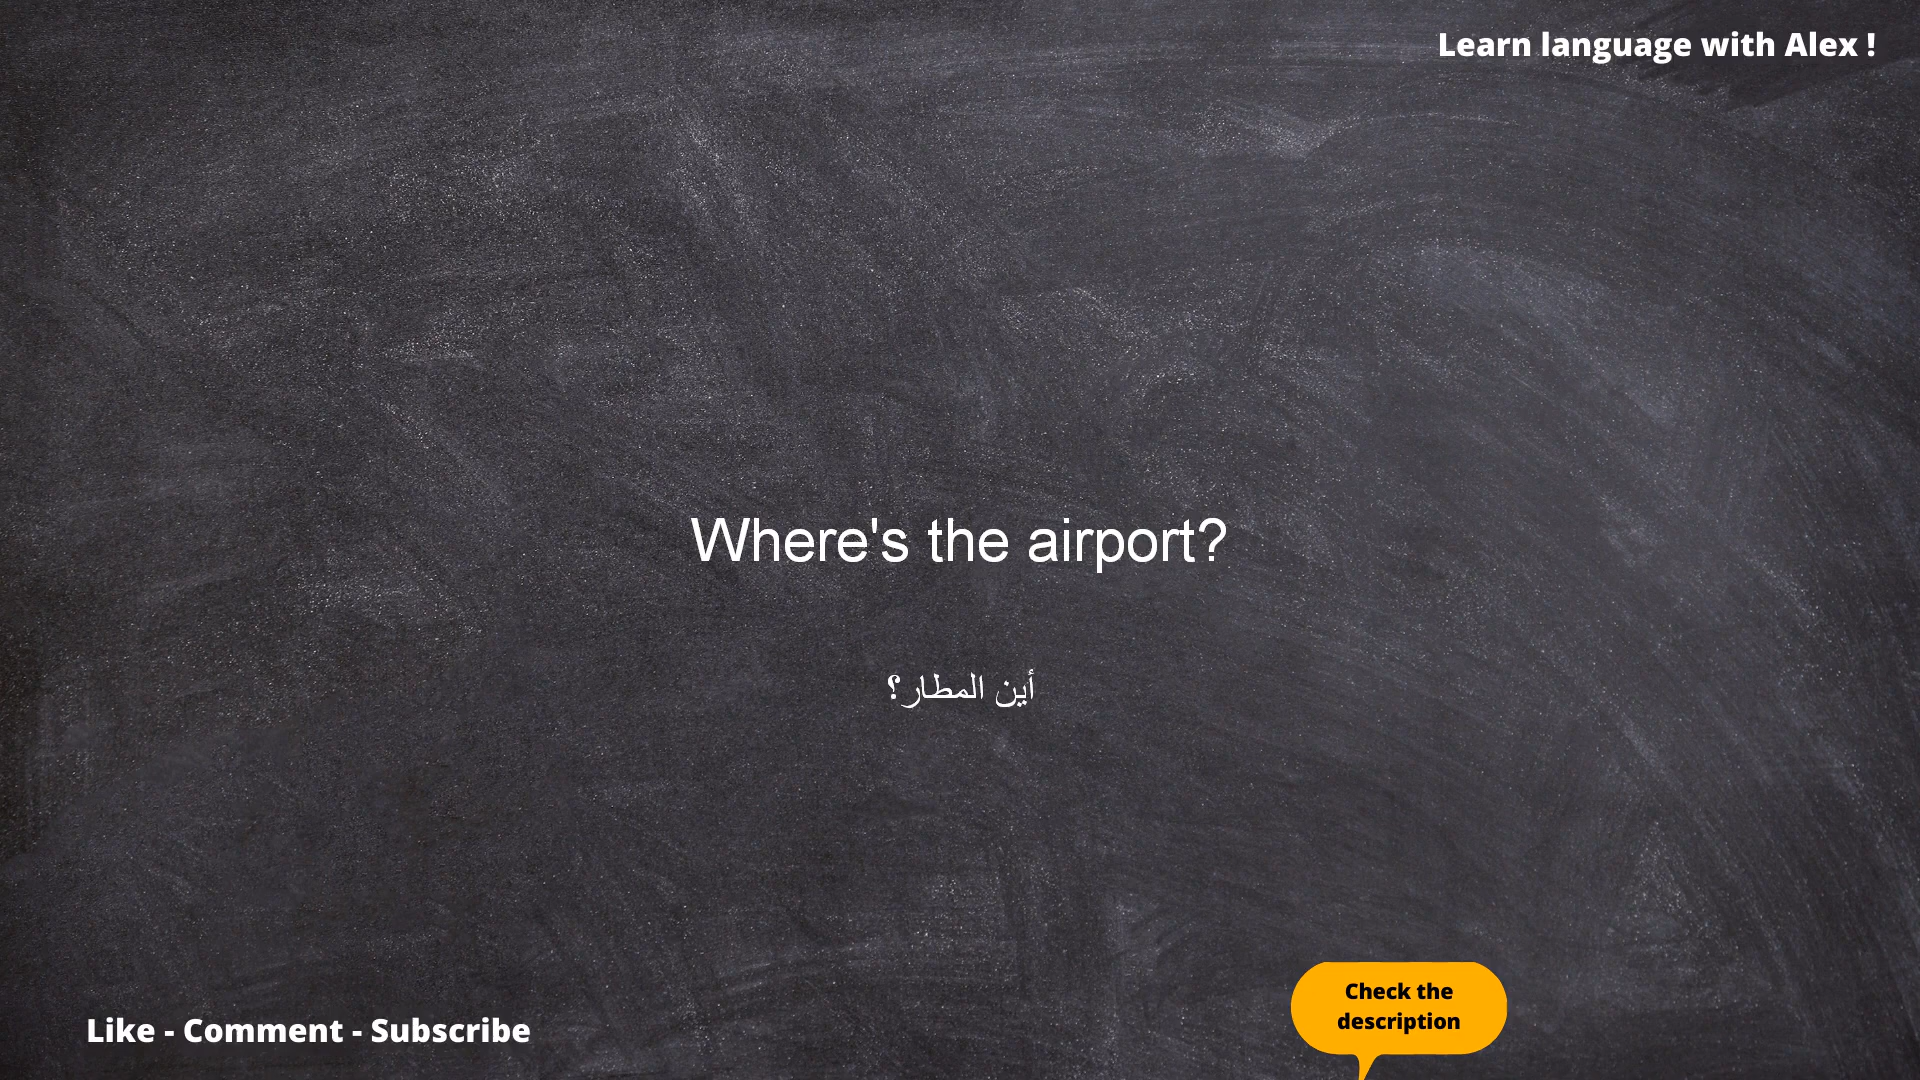 Learn language with Alex !
Where's the airport?
أين المطار؟
Check the
description
Like - Comment - Subscribe